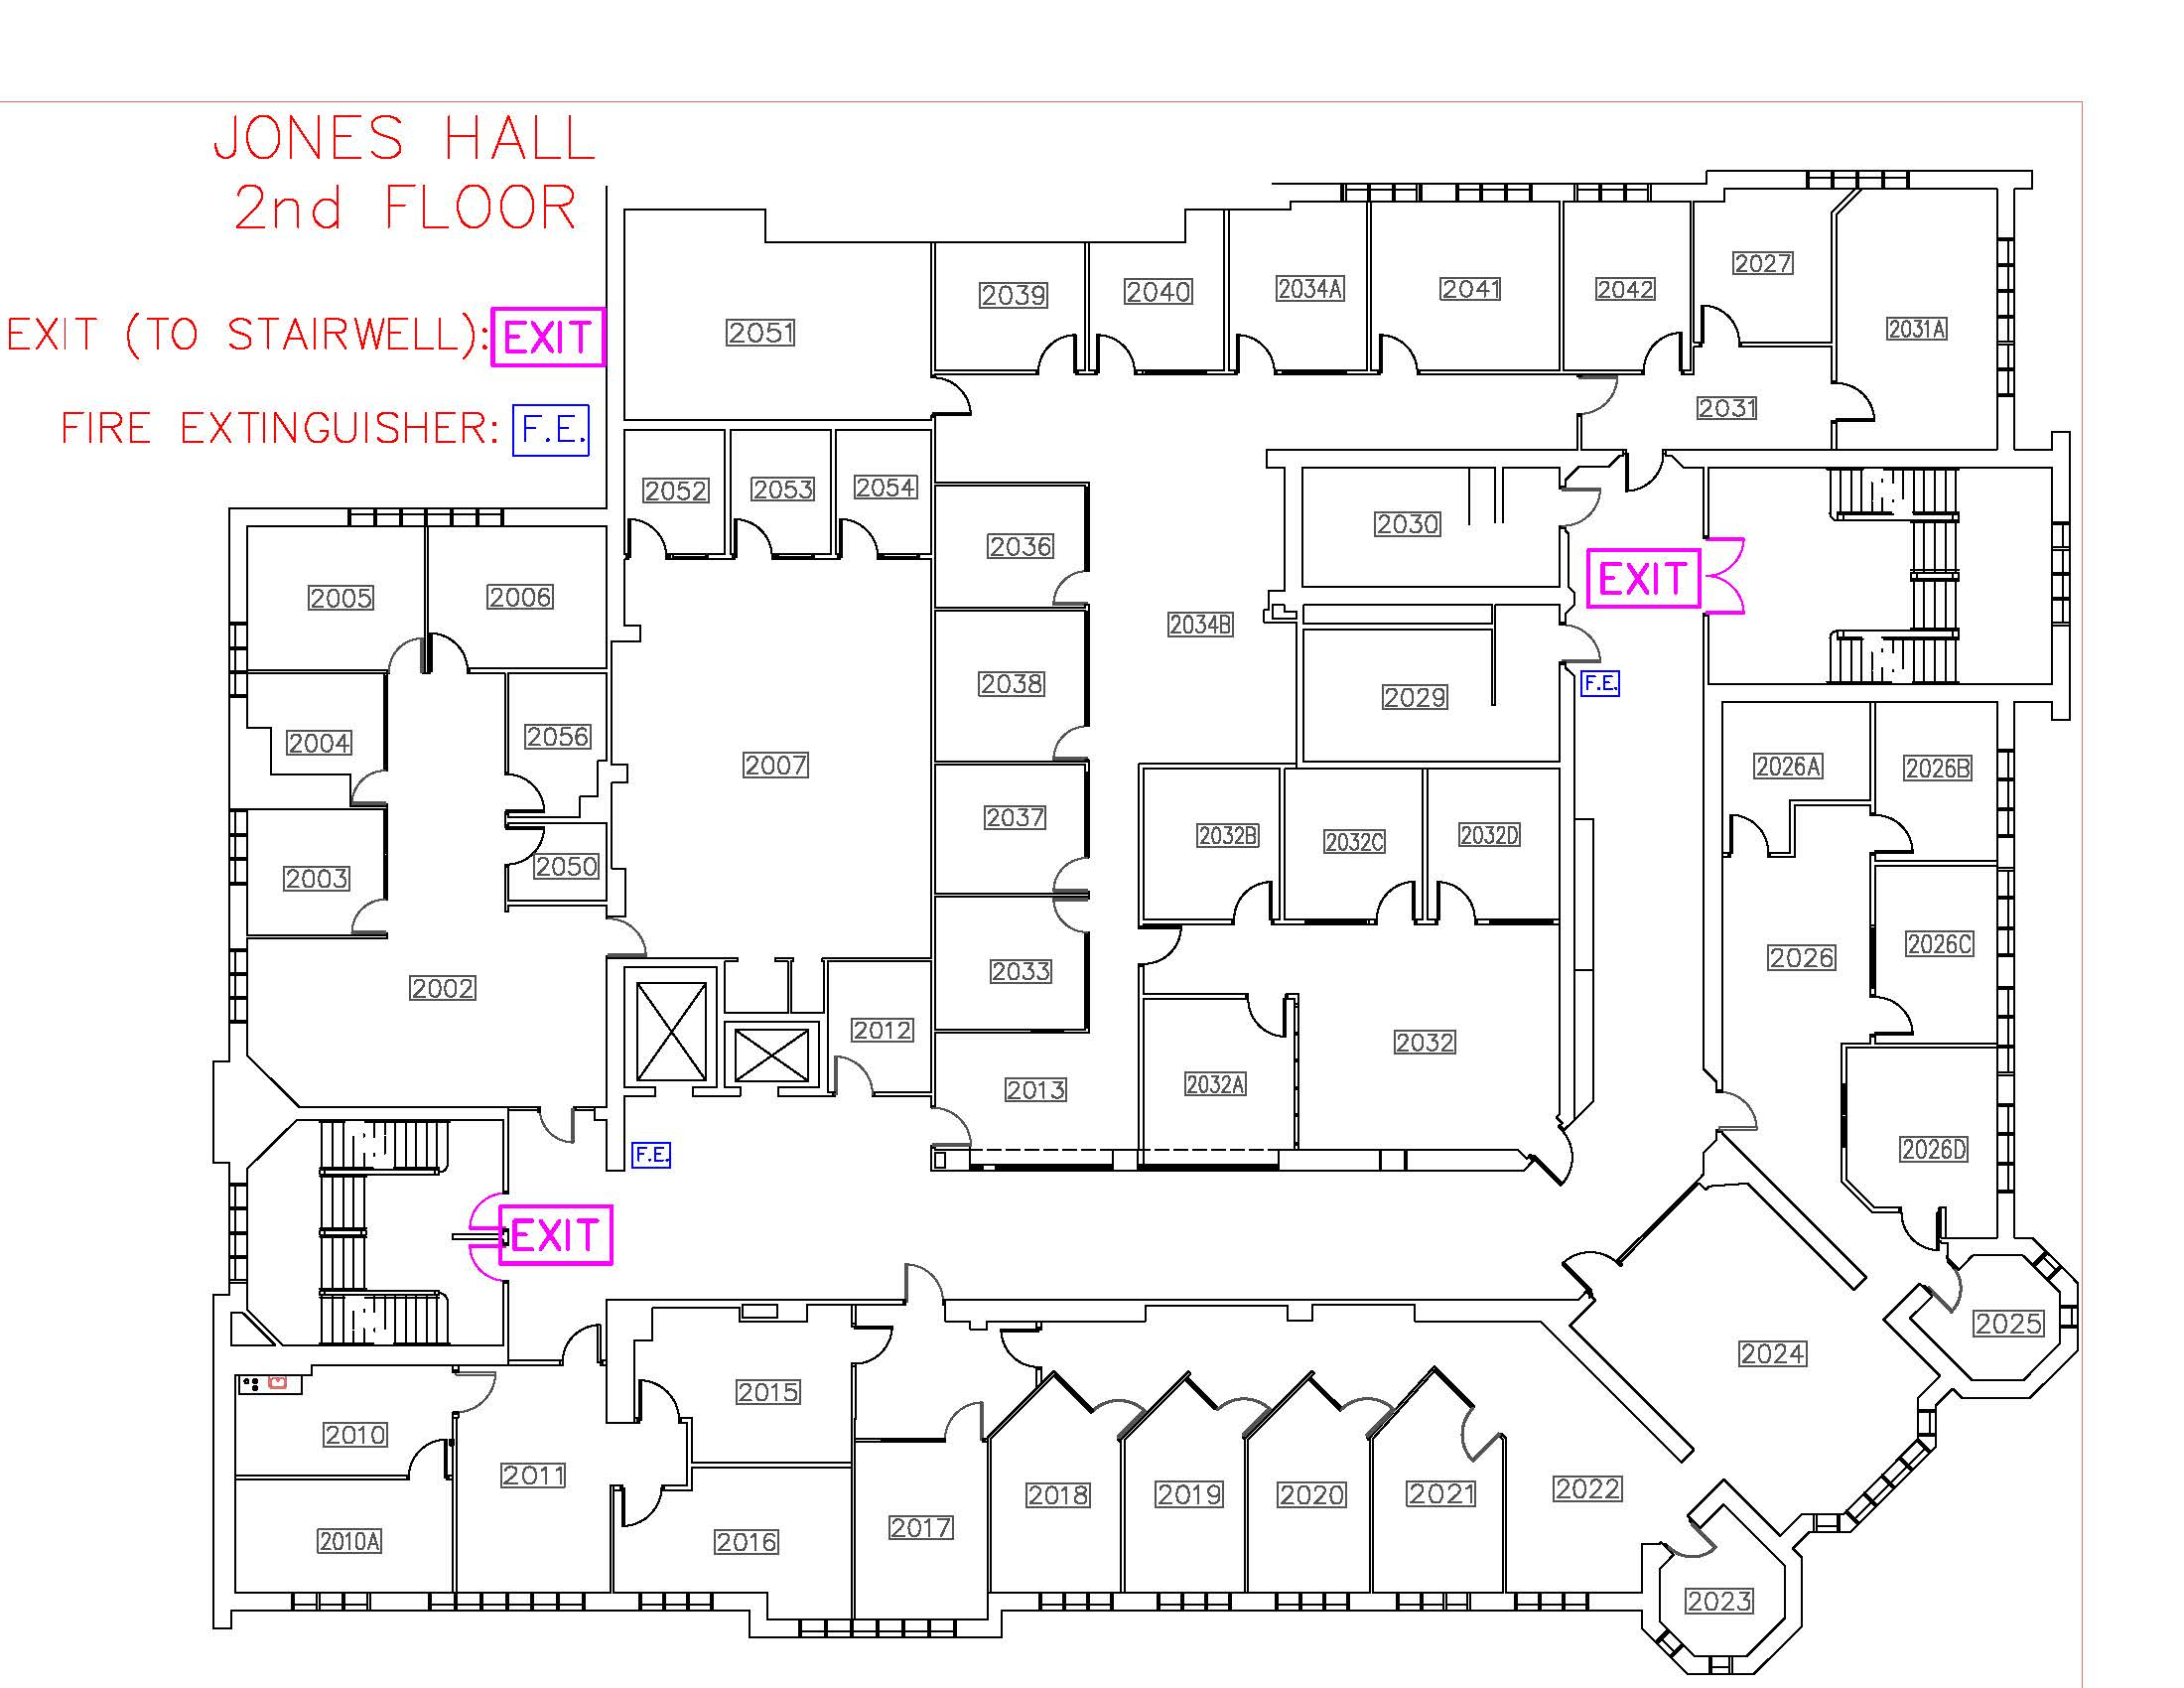 JONES HALL
2nd FLOOR
EXIT (TO STAIRWELL): EXIT
FIRE EXTINGUISHER: F.E.
2051
2039
2040
2034A
2041
2042
2027
2031A
2031
2052
2053
2054
2036
2030
EXIT
2005
2006
2034B
2038
2029
F.E.
2004
2056
2007
2026A
2026B
2003
2050
2037
2032B
2032C
2032D
2002
2033
2026
2026C
2012
2032
2013
2032A
F.E.
2026D
EXIT
2025
2024
2015
2010
2011
2018
2019
2020
2021
2022
2010A
2016
2017
2023